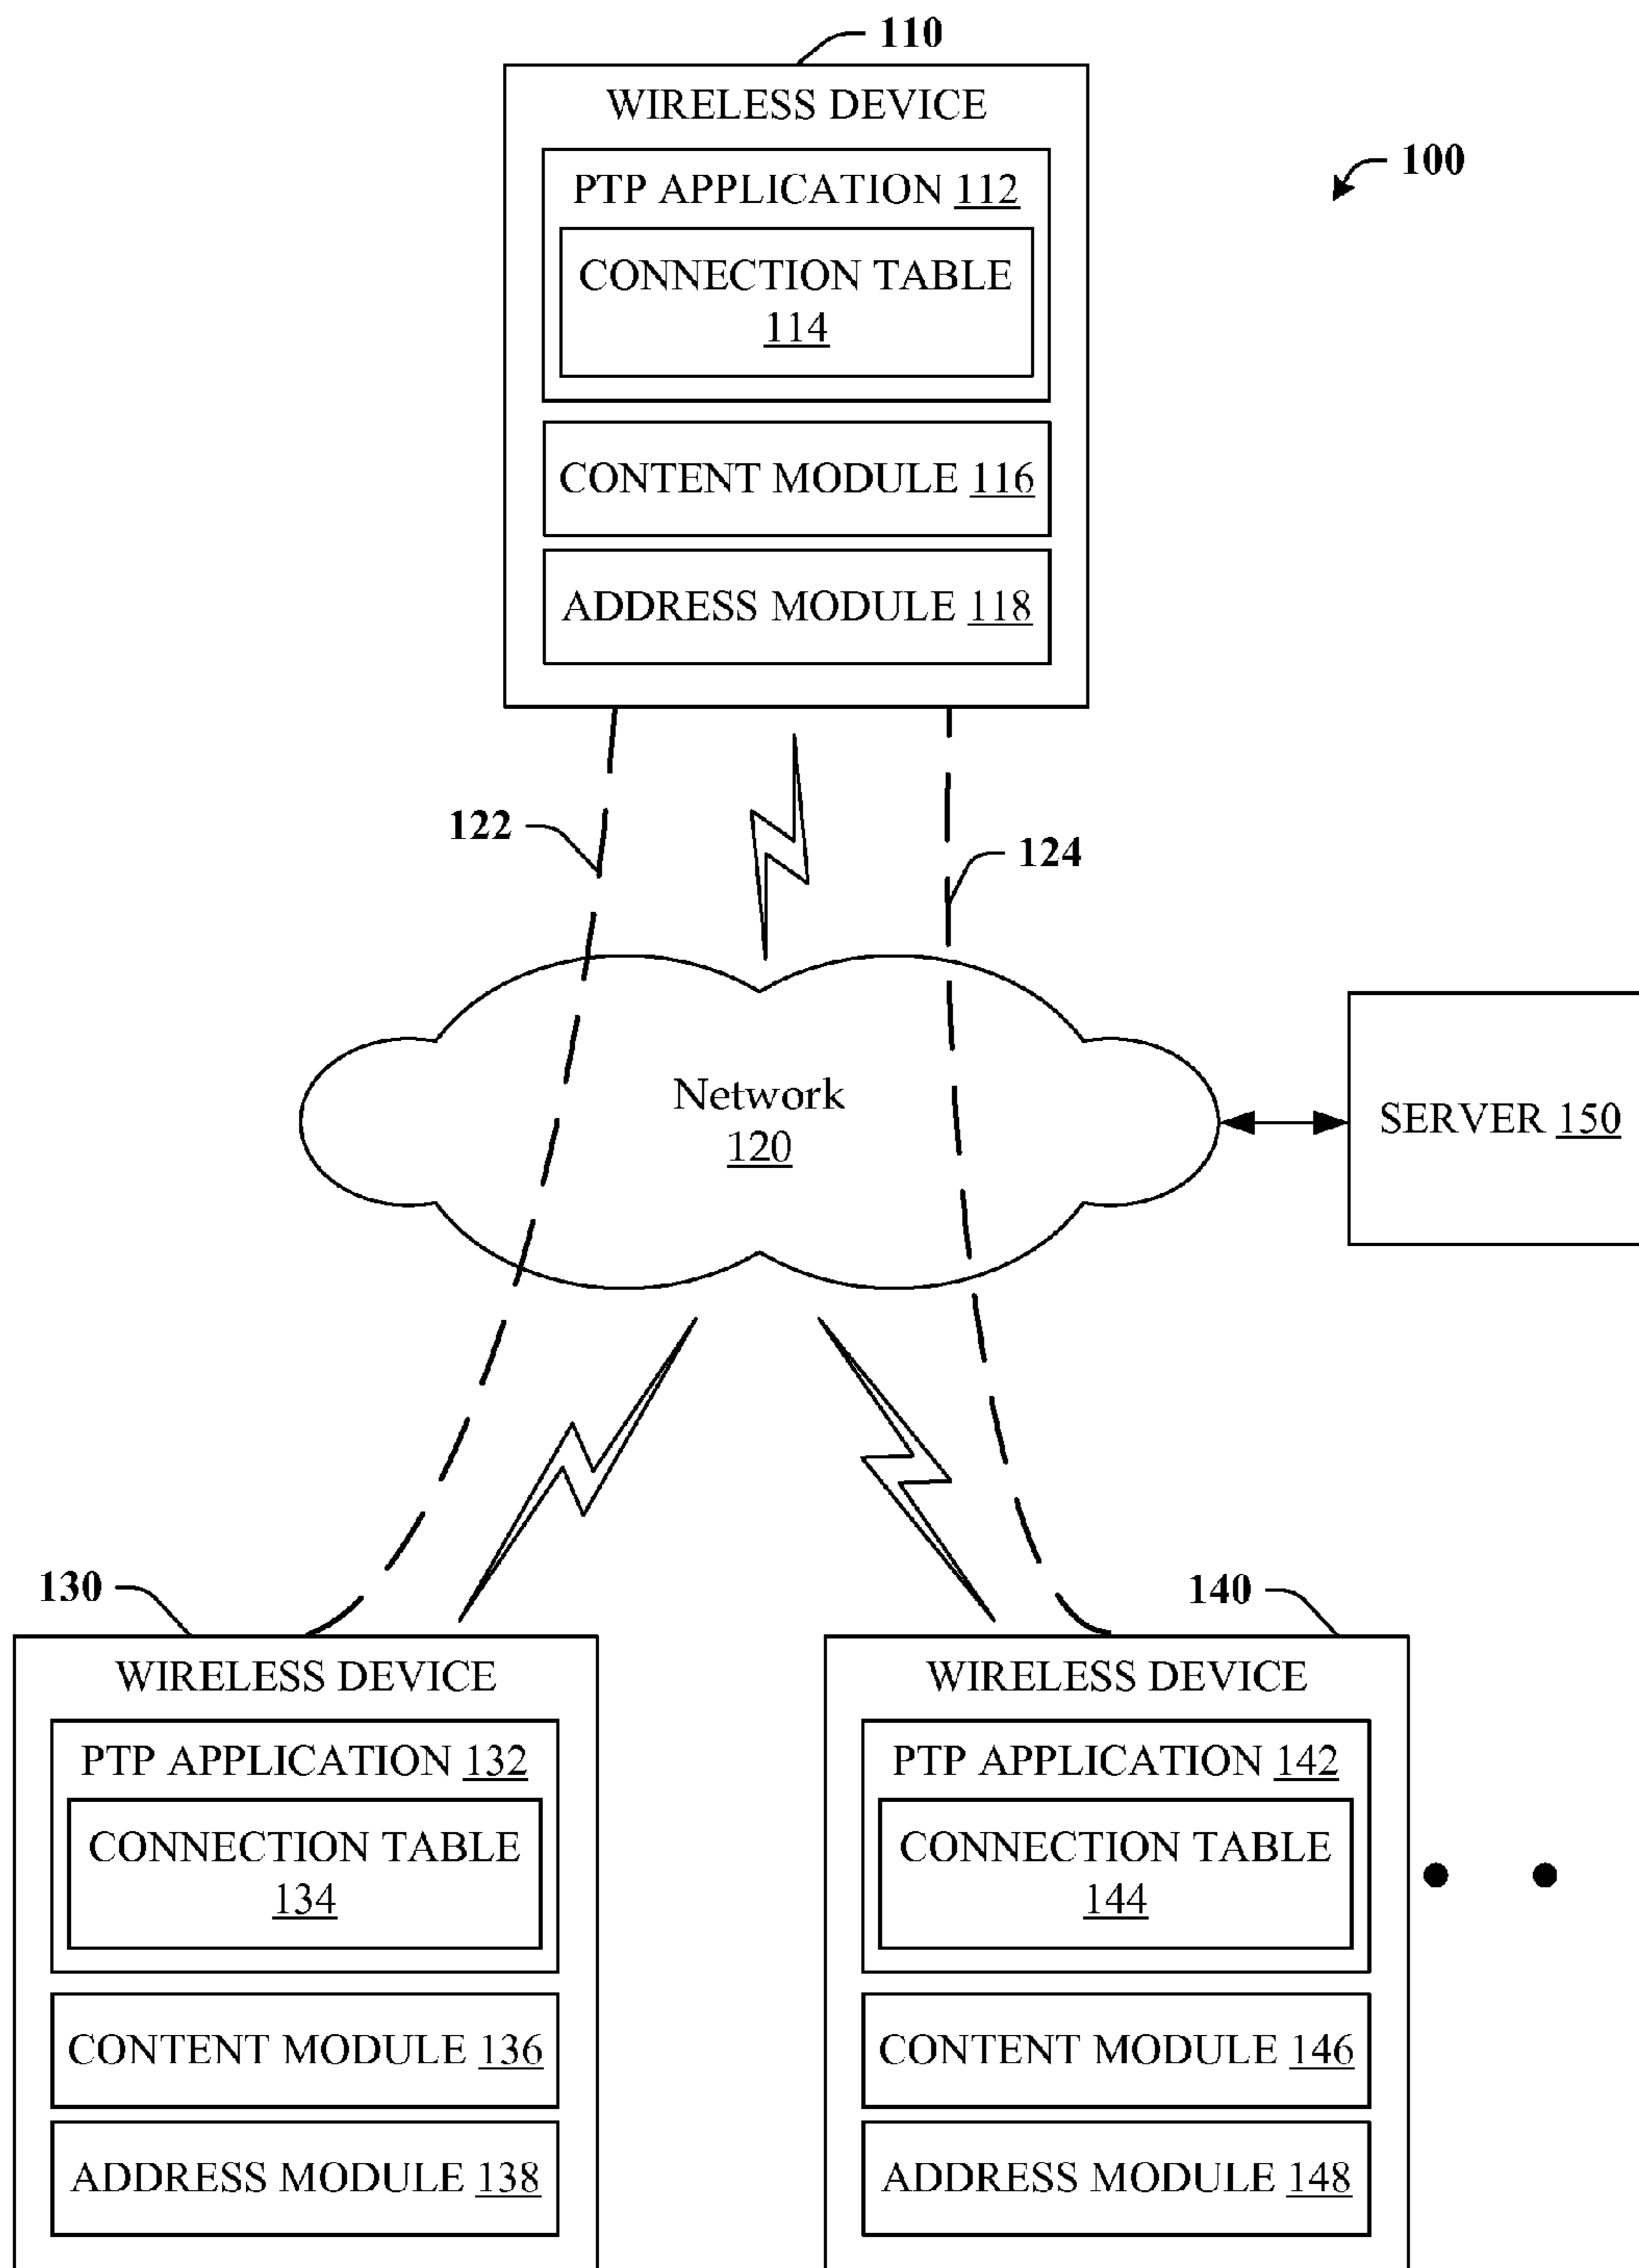 110
WIRELESS DEVICE
100
PTP APPLICATION 112
CONNECTION TABLE
114
CONTENT MODULE 116
ADDRESS MODULE 118
122
124
Network
120
SERVER 150
130
140
WIRELESS DEVICE
PTP APPLICATION 132
CONNECTION TABLE
134
CONTENT MODULE 136
ADDRESS MODULE 138
WIRELESS DEVICE
PTP APPLICATION 142
CONNECTION TABLE
144
CONTENT MODULE 146
ADDRESS MODULE 148